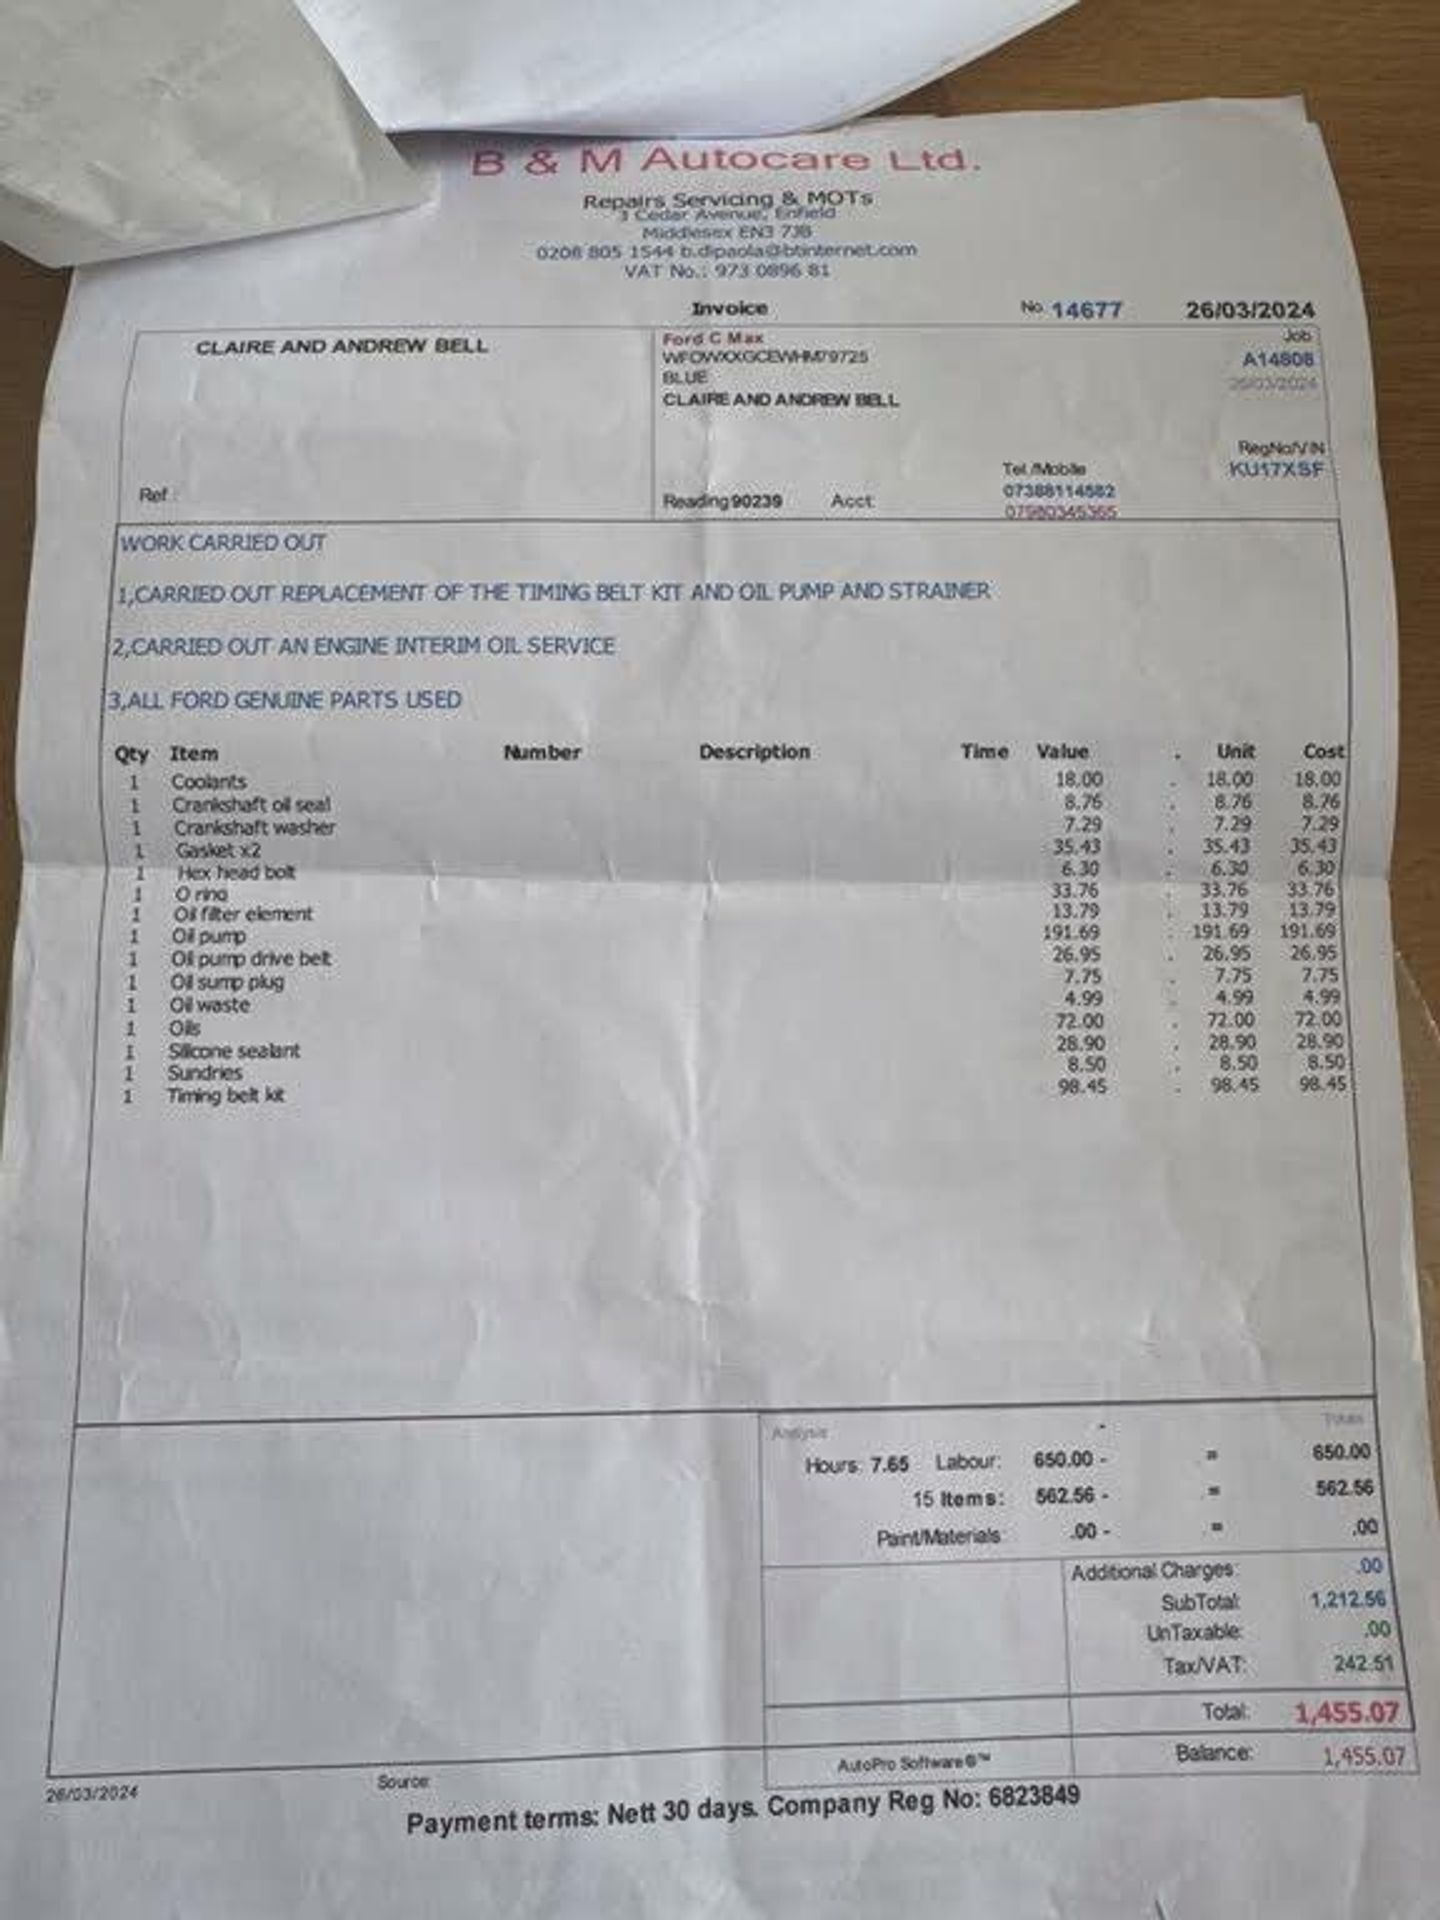 B & M Autocare Ltd.
Repairs Servicing & MOTs
3 Cedar Avenue, Enfield
Middlesex EN3 7JB
0208 805 1544 b.dipaola@btinternet.com
VAT No.: 973 0896 81
Invoice No 14677 26/03/2024
CLAIRE AND ANDREW BELL
Ford C Max Job
WFOWXXGCEWHM79725 A14808
BLUE 26/03/2024
CLAIRE AND ANDREW BELL
RegNo/VIN
Tel./Mobile KU17XSF
Ref : Reading 90239 Acct 07388114582
07980345365
WORK CARRIED OUT
1,CARRIED OUT REPLACEMENT OF THE TIMING BELT KIT AND OIL PUMP AND STRAINER
2,CARRIED OUT AN ENGINE INTERIM OIL SERVICE
3,ALL FORD GENUINE PARTS USED
Qty Item Number Description Time Value . Unit Cost
1 Coolants 18.00 . 18.00 18.00
1 Crankshaft oil seal 8.76 . 8.76 8.76
1 Crankshaft washer 7.29 . 7.29 7.29
1 Gasket x2 35.43 . 35.43 35.43
1 Hex head bolt 6.30 . 6.30 6.30
1 O ring 33.76 . 33.76 33.76
1 Oil filter element 13.79 . 13.79 13.79
1 Oil pump 191.69 . 191.69 191.69
1 Oil pump drive belt 26.95 . 26.95 26.95
1 Oil sump plug 7.75 . 7.75 7.75
1 Oil waste 4.99 . 4.99 4.99
1 Oils 72.00 . 72.00 72.00
1 Silicone sealant 28.90 . 28.90 28.90
1 Sundries 8.50 . 8.50 8.50
1 Timing belt kit 98.45 . 98.45 98.45
Analysis - Totals
Hours: 7.65 Labour: 650.00 - = 650.00
15 Items: 562.56 - = 562.56
Paint/Materials .00 - = .00
Additional Charges: .00
SubTotal: 1,212.56
UnTaxable: .00
Tax/VAT: 242.51
Total: 1,455.07
AutoPro Software®™ Balance: 1,455.07
26/03/2024 Source:
Payment terms: Nett 30 days. Company Reg No: 6823849